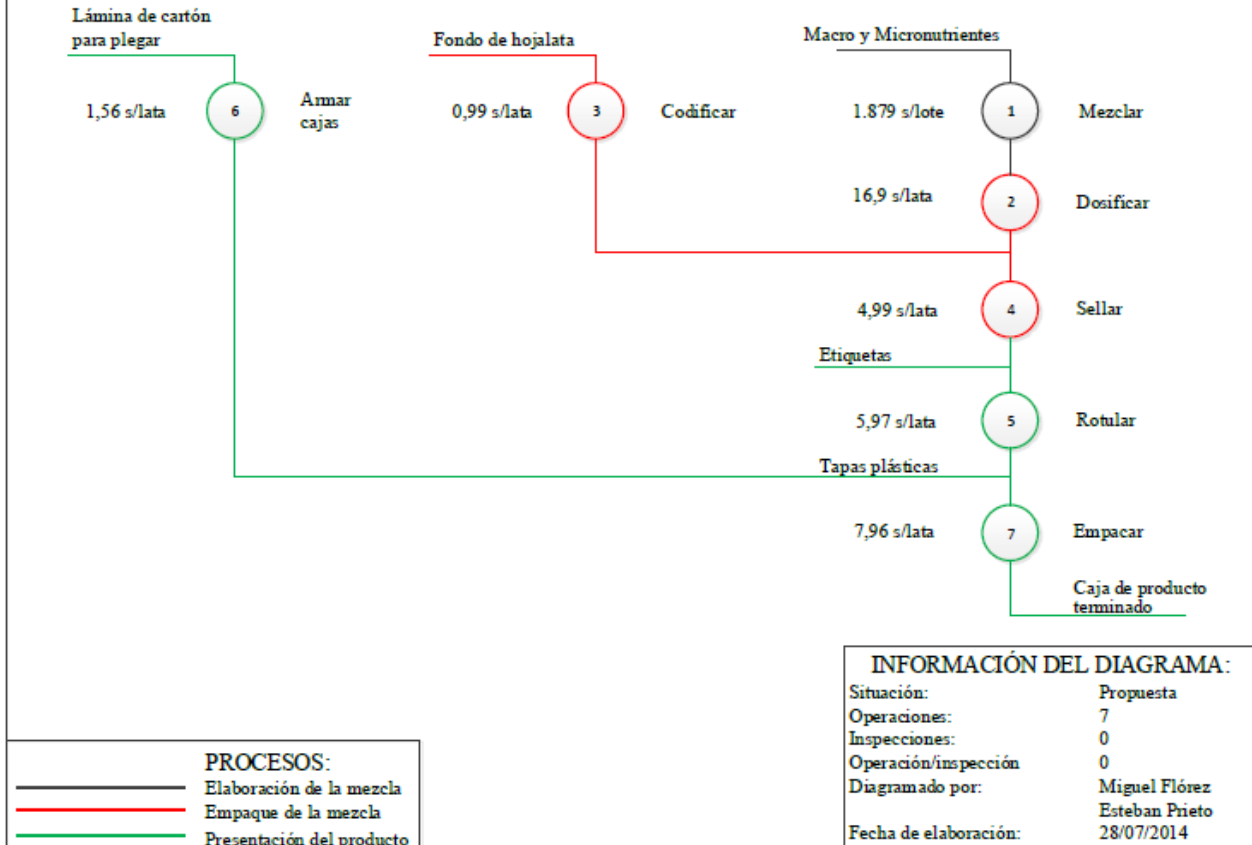 Lámina de cartón
para plegar
Fondo de hojalata
Macro y Micronutrientes
1,56 s/lata
6
Armar
cajas
0,99 s/lata
3
Codificar
1.879 s/lote
1
Mezclar
16,9 s/lata
2
Dosificar
4,99 s/lata
4
Sellar
Etiquetas
5,97 s/lata
5
Rotular
Tapas plásticas
7,96 s/lata
7
Empacar
Caja de producto
terminado
INFORMACIÓN DEL DIAGRAMA:
Situación: Propuesta
Operaciones: 7
Inspecciones: 0
Operación/inspección 0
Diagramado por: Miguel Flórez
Esteban Prieto
Fecha de elaboración: 28/07/2014
PROCESOS:
Elaboración de la mezcla
Empaque de la mezcla
Presentación del producto